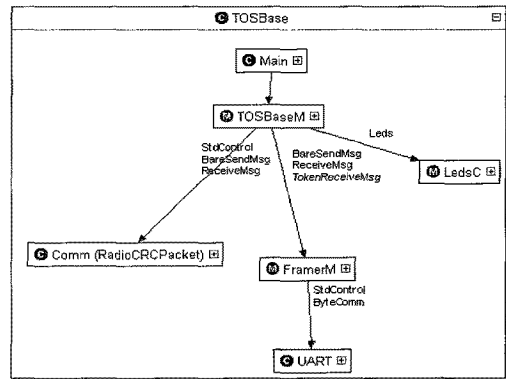 C TOSBase
C Main
M TOSBaseM
StdControl
BareSendMsg
ReceiveMsg
BareSendMsg
ReceiveMsg
TokenReceiveMsg
Leds
M LedsC
C Comm (RadioCRCPacket)
M FramerM
StdControl
ByteComm
C UART